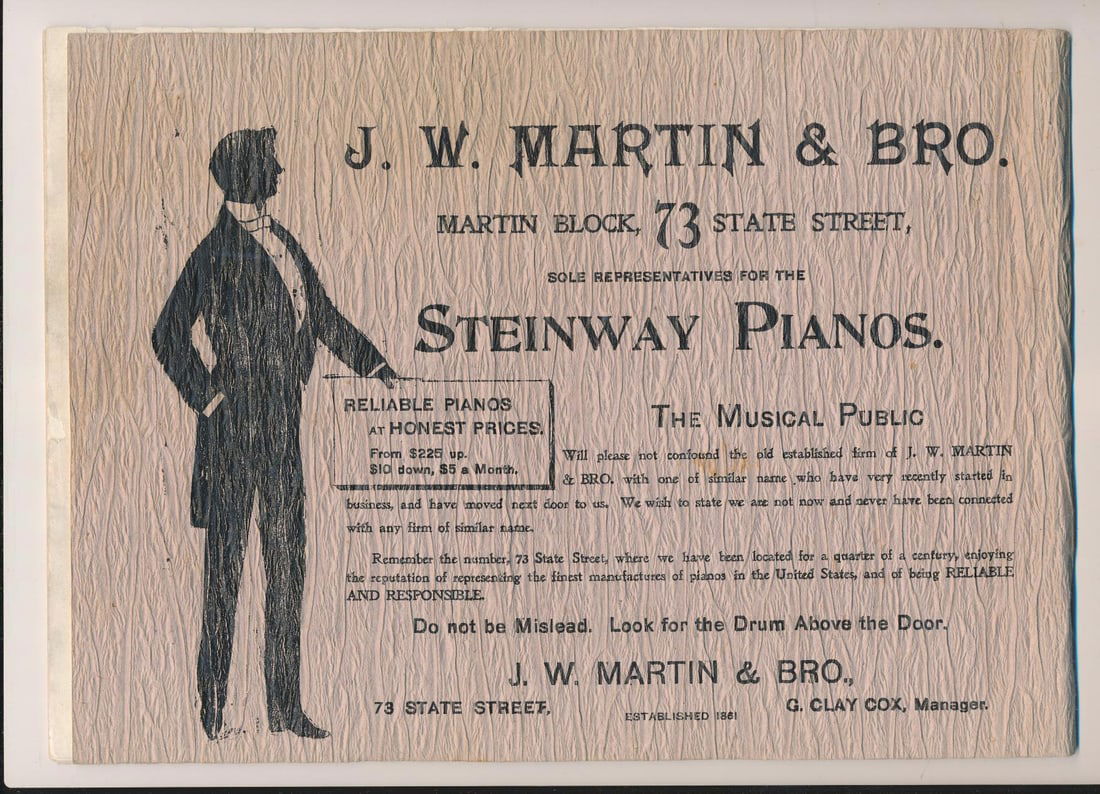 J. W. MARTIN & BRO.
MARTIN BLOCK, 73 STATE STREET,
SOLE REPRESENTATIVES FOR THE
STEINWAY PIANOS.
RELIABLE PIANOS
AT HONEST PRICES.
From $225 up.
$10 down, $5 a Month.
THE MUSICAL PUBLIC
Will please not confound the old established firm of J. W. MARTIN
& BRO. with one of similar name who have very recently started in
business, and have moved next door to us. We wish to state we are not now and never have been connected
with any firm of similar name.
Remember the number, 73 State Street, where we have been located for a quarter of a century, enjoying
the reputation of representing the finest manufactures of pianos in the United States, and of being RELIABLE
AND RESPONSIBLE.
Do not be Mislead. Look for the Drum Above the Door.
J. W. MARTIN & BRO.,
73 STATE STREET,
ESTABLISHED 1861
G. CLAY COX, Manager.